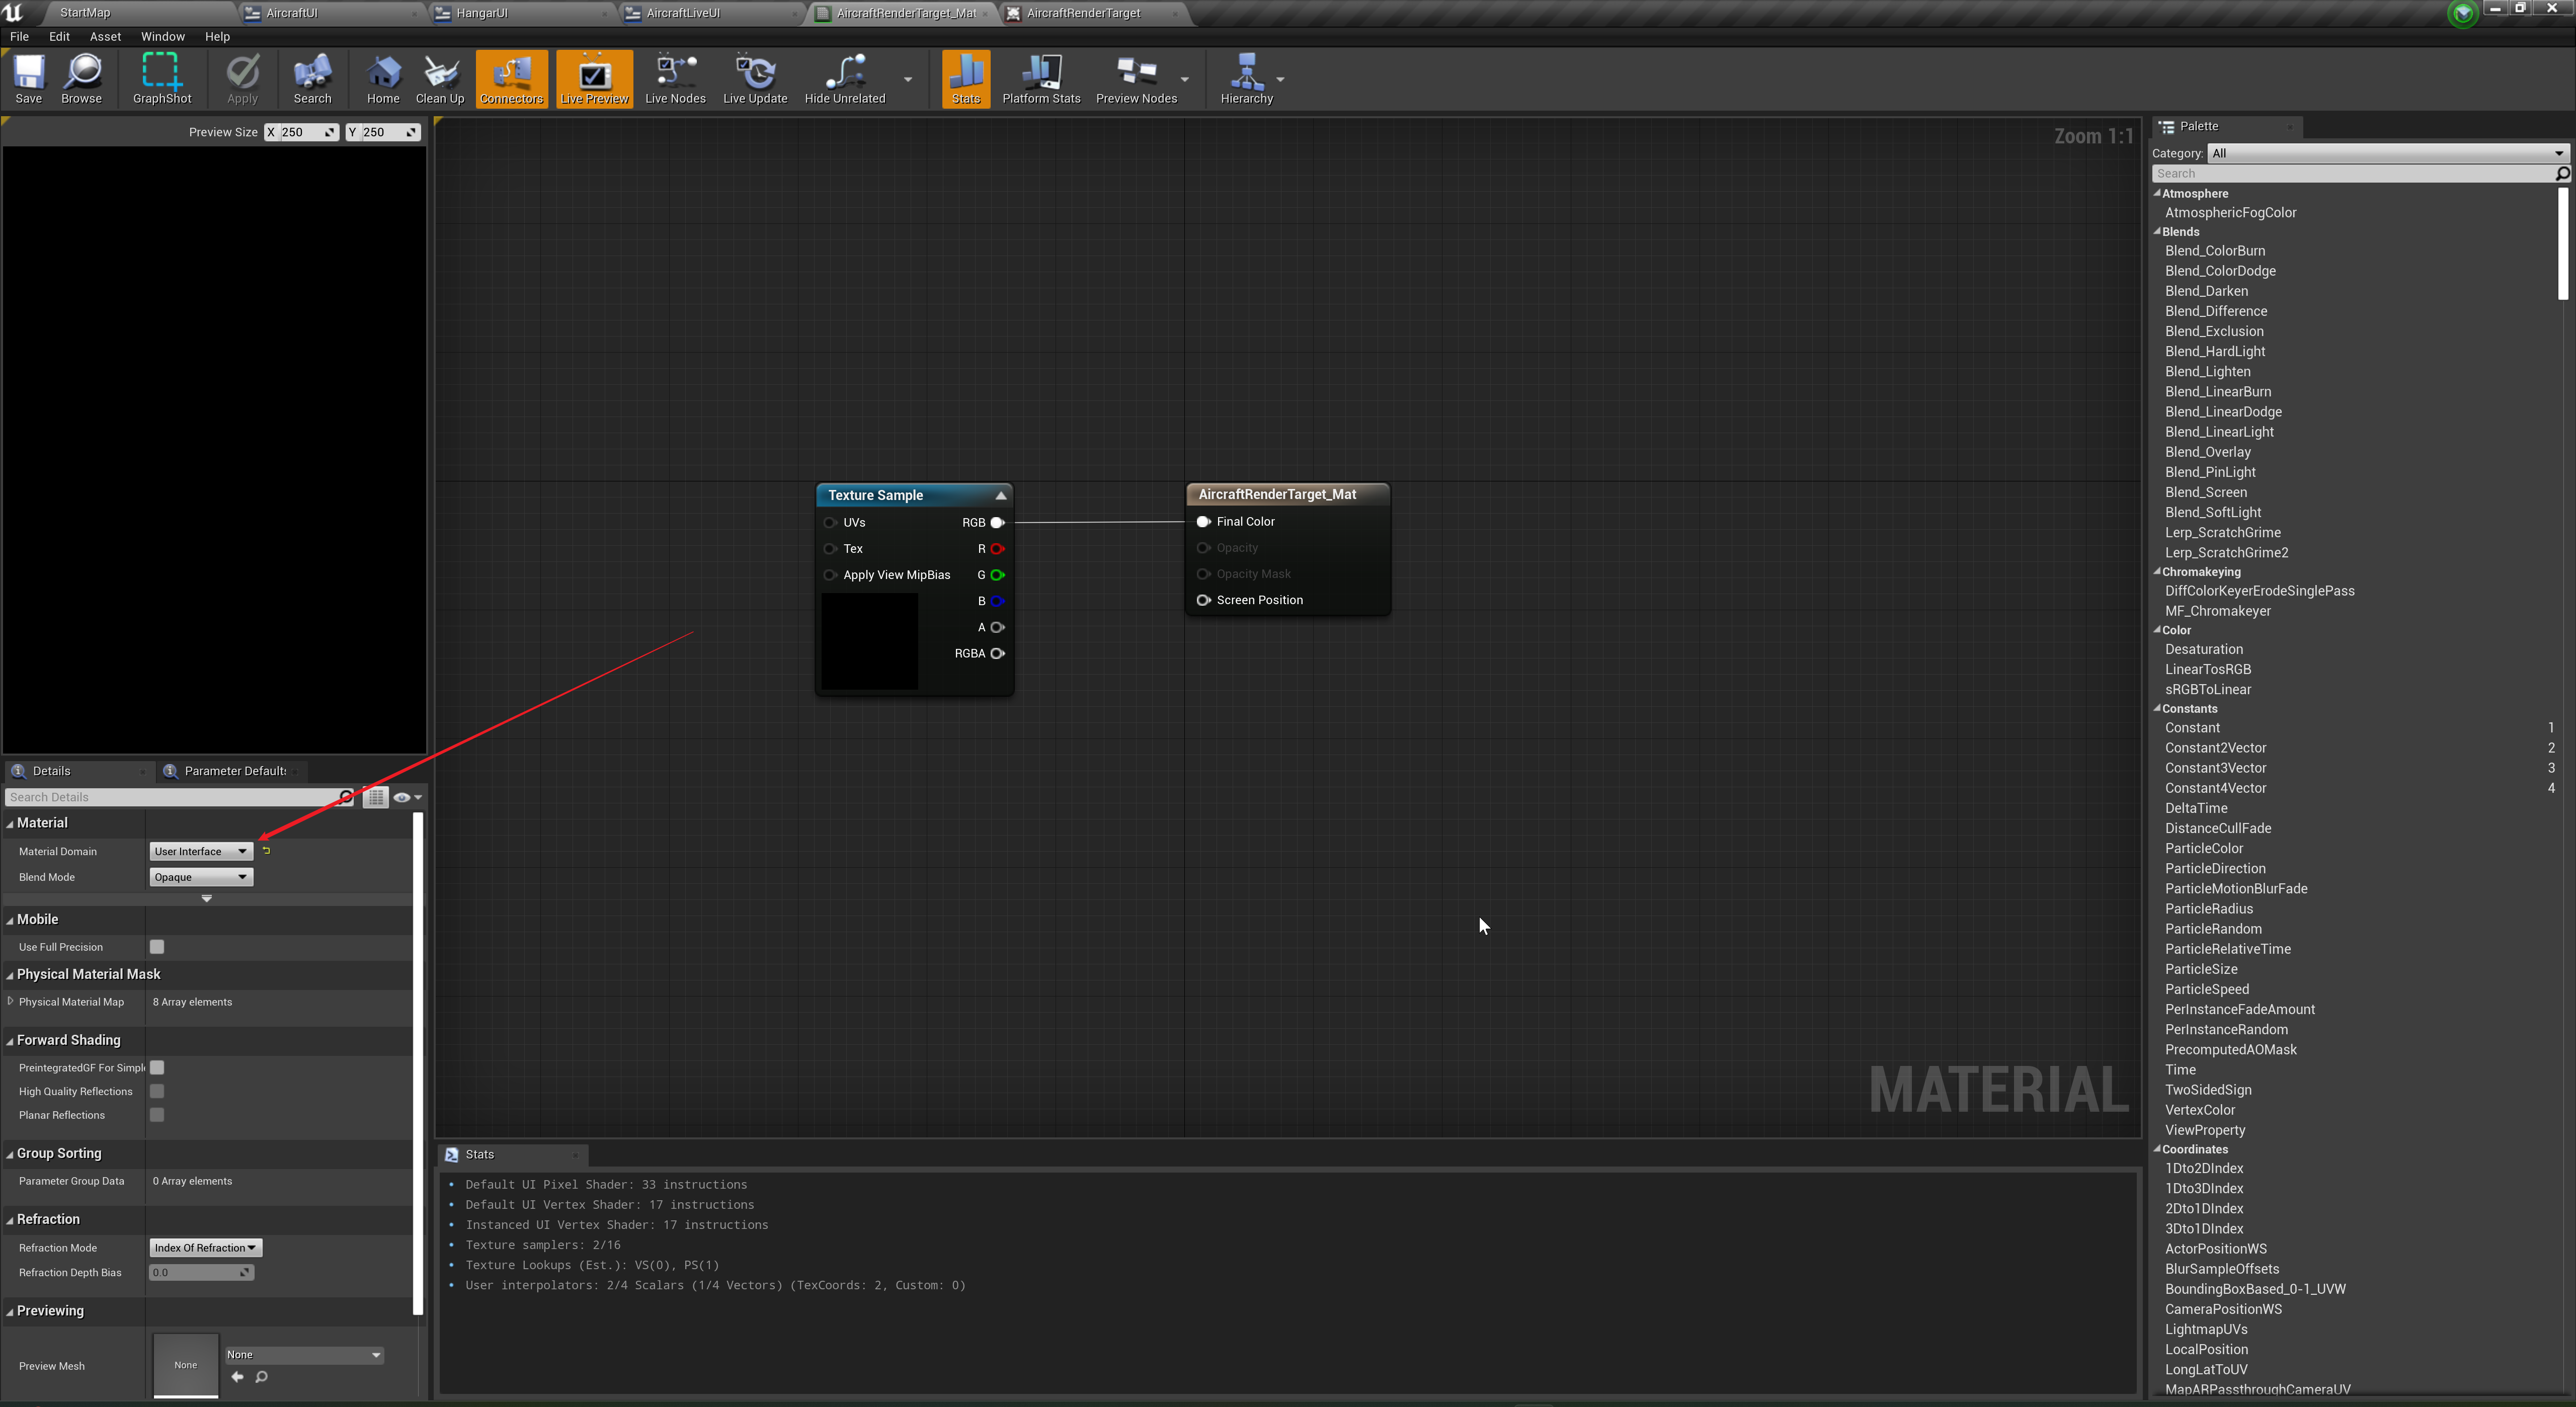 StartMap
AircraftUI
HangarUI
AircraftLiveUI
AircraftRenderTarget_Mat
AircraftRenderTarget
File Edit Asset Window Help
Save
Browse
GraphShot
Apply
Search
Home
Clean Up
Connectors
Live Preview
Live Nodes
Live Update
Hide Unrelated
Stats
Platform Stats
Preview Nodes
Hierarchy
Preview Size X 250 Y 250
Zoom 1:1
Texture Sample
UVs RGB
Tex R
Apply View MipBias G
B
A
RGBA
AircraftRenderTarget_Mat
Final Color
Opacity
Opacity Mask
Screen Position
MATERIAL
Details
Parameter Defaults
Search Details
Material
Material Domain User Interface
Blend Mode Opaque
Mobile
Use Full Precision
Physical Material Mask
Physical Material Map 8 Array elements
Forward Shading
PreintegratedGF For Simpl
High Quality Reflections
Planar Reflections
Group Sorting
Parameter Group Data 0 Array elements
Refraction
Refraction Mode Index Of Refraction
Refraction Depth Bias 0.0
Previewing
Preview Mesh None None
Stats
Default UI Pixel Shader: 33 instructions
Default UI Vertex Shader: 17 instructions
Instanced UI Vertex Shader: 17 instructions
Texture samplers: 2/16
Texture Lookups (Est.): VS(0), PS(1)
User interpolators: 2/4 Scalars (1/4 Vectors) (TexCoords: 2, Custom: 0)
Palette
Category: All
Search
Atmosphere
AtmosphericFogColor
Blends
Blend_ColorBurn
Blend_ColorDodge
Blend_Darken
Blend_Difference
Blend_Exclusion
Blend_HardLight
Blend_Lighten
Blend_LinearBurn
Blend_LinearDodge
Blend_LinearLight
Blend_Overlay
Blend_PinLight
Blend_Screen
Blend_SoftLight
Lerp_ScratchGrime
Lerp_ScratchGrime2
Chromakeying
DiffColorKeyerErodeSinglePass
MF_Chromakeyer
Color
Desaturation
LinearTosRGB
sRGBToLinear
Constants
Constant 1
Constant2Vector 2
Constant3Vector 3
Constant4Vector 4
DeltaTime
DistanceCullFade
ParticleColor
ParticleDirection
ParticleMotionBlurFade
ParticleRadius
ParticleRandom
ParticleRelativeTime
ParticleSize
ParticleSpeed
PerInstanceFadeAmount
PerInstanceRandom
PrecomputedAOMask
Time
TwoSidedSign
VertexColor
ViewProperty
Coordinates
1Dto2DIndex
1Dto3DIndex
2Dto1DIndex
3Dto1DIndex
ActorPositionWS
BlurSampleOffsets
BoundingBoxBased_0-1_UVW
CameraPositionWS
LightmapUVs
LocalPosition
LongLatToUV
MapARPassthroughCameraUV